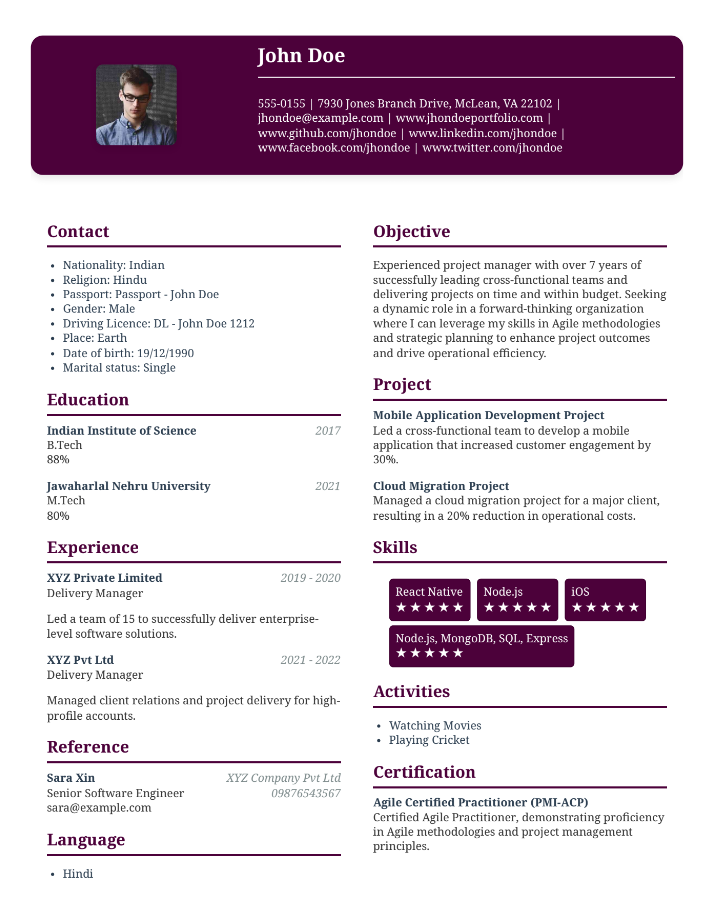 John Doe
555-0155 | 7930 Jones Branch Drive, McLean, VA 22102 |
jhondoe@example.com | www.jhondoeportfolio.com |
www.github.com/jhondoe | www.linkedin.com/jhondoe |
www.facebook.com/jhondoe | www.twitter.com/jhondoe
Contact
• Nationality: Indian
• Religion: Hindu
• Passport: Passport - John Doe
• Gender: Male
• Driving Licence: DL - John Doe 1212
• Place: Earth
• Date of birth: 19/12/1990
• Marital status: Single
Education
Indian Institute of Science 2017
B.Tech
88%
Jawaharlal Nehru University 2021
M.Tech
80%
Experience
XYZ Private Limited 2019 - 2020
Delivery Manager
Led a team of 15 to successfully deliver enterprise-
level software solutions.
XYZ Pvt Ltd 2021 - 2022
Delivery Manager
Managed client relations and project delivery for high-
profile accounts.
Reference
Sara Xin XYZ Company Pvt Ltd
Senior Software Engineer 09876543567
sara@example.com
Language
• Hindi
Objective
Experienced project manager with over 7 years of
successfully leading cross-functional teams and
delivering projects on time and within budget. Seeking
a dynamic role in a forward-thinking organization
where I can leverage my skills in Agile methodologies
and strategic planning to enhance project outcomes
and drive operational efficiency.
Project
Mobile Application Development Project
Led a cross-functional team to develop a mobile
application that increased customer engagement by
30%.
Cloud Migration Project
Managed a cloud migration project for a major client,
resulting in a 20% reduction in operational costs.
Skills
React Native Node.js iOS
★★★★★ ★★★★★ ★★★★★
Node.js, MongoDB, SQL, Express
★★★★★
Activities
• Watching Movies
• Playing Cricket
Certification
Agile Certified Practitioner (PMI-ACP)
Certified Agile Practitioner, demonstrating proficiency
in Agile methodologies and project management
principles.